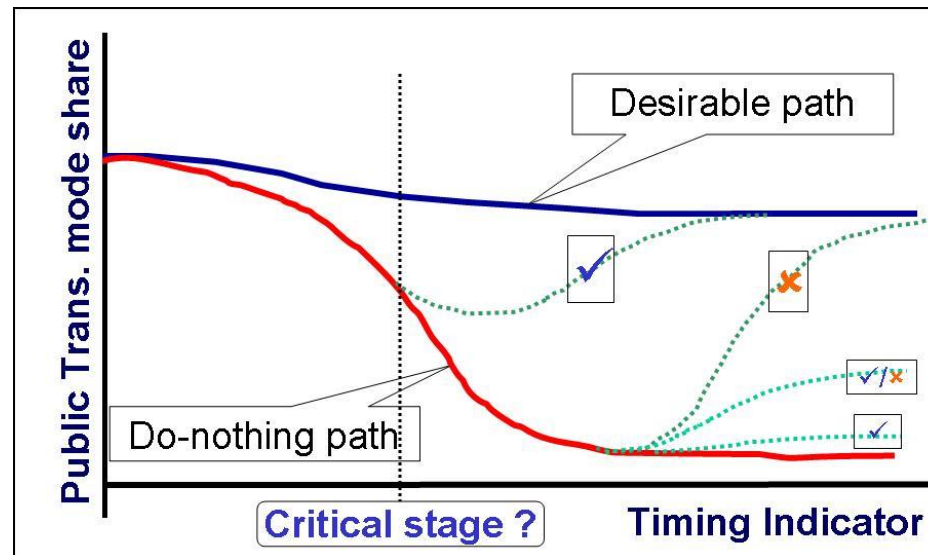 Public Trans. mode share
Desirable path
✓
✗
✓/✗
✓
Do-nothing path
Critical stage ?
Timing Indicator